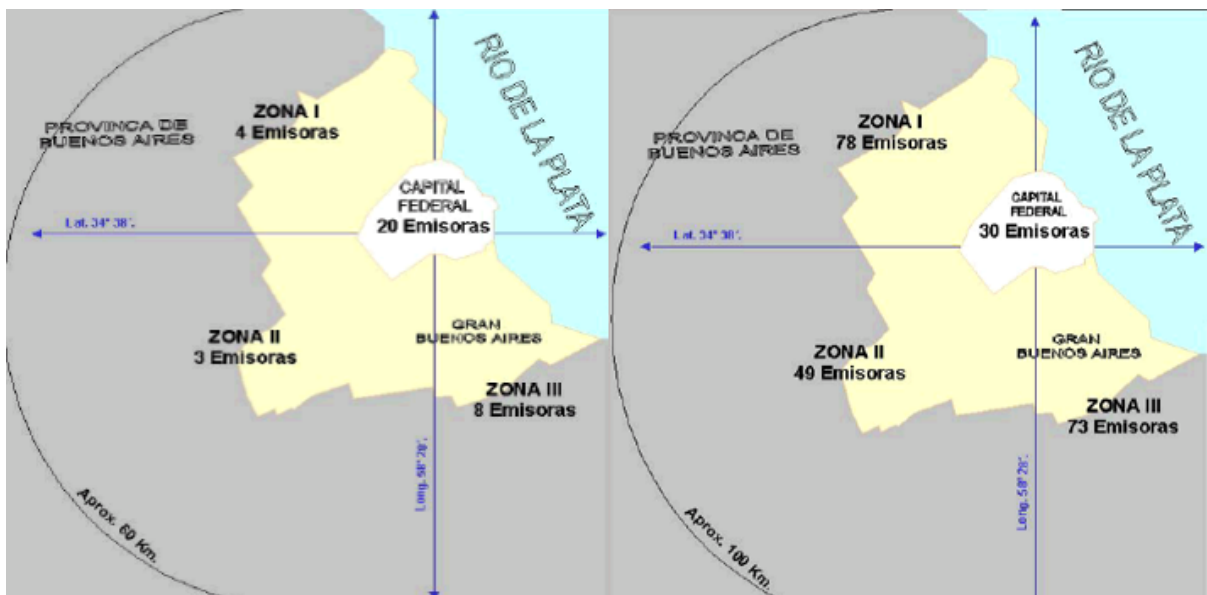 RIO DE LA PLATA
ZONA I
4 Emisoras
PROVINCA DE
BUENOS AIRES
CAPITAL
FEDERAL
20 Emisoras
Lat. 34° 38'.
ZONA II
3 Emisoras
GRAN
BUENOS AIRES
ZONA III
8 Emisoras
Long. 58° 28'.
Aprox. 60 Km.
RIO DE LA PLATA
ZONA I
78 Emisoras
PROVINCA DE
BUENOS AIRES
CAPITAL
FEDERAL
30 Emisoras
Lat. 34° 38'.
ZONA II
49 Emisoras
GRAN
BUENOS AIRES
ZONA III
73 Emisoras
Long. 58° 28'.
Aprox. 100 Km.